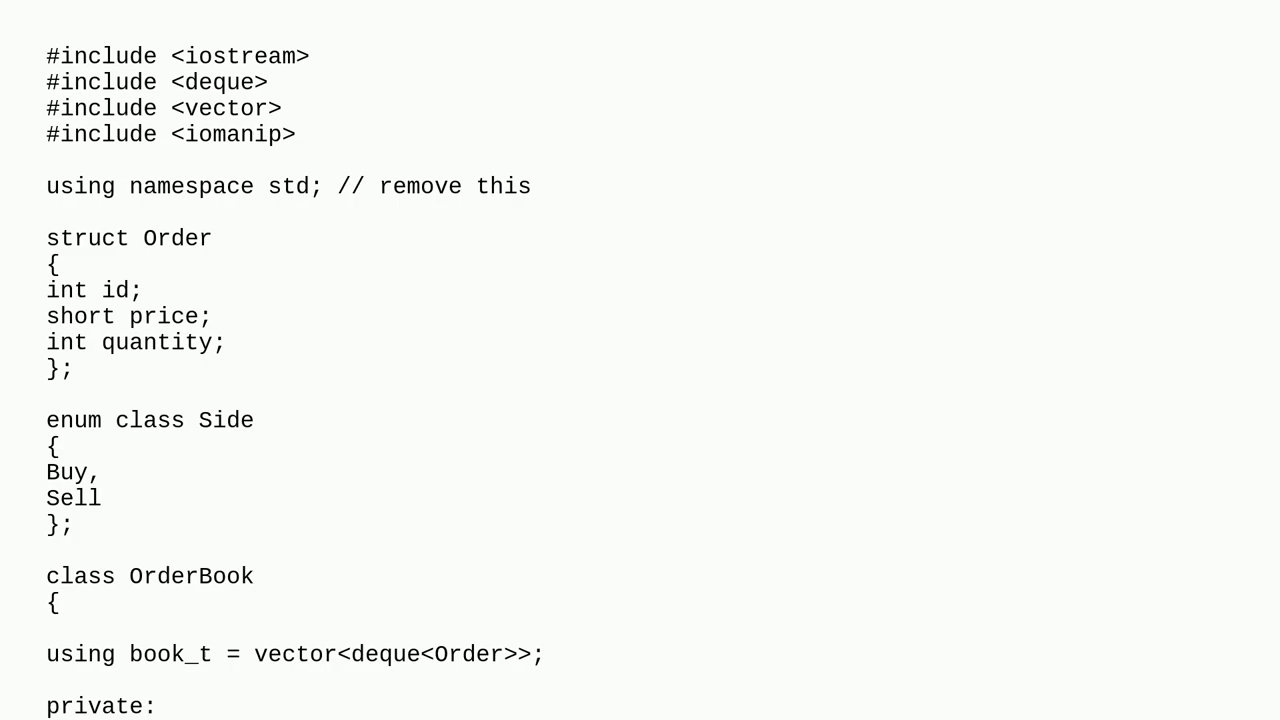 #include <iostream>
#include <deque>
#include <vector>
#include <iomanip>
using namespace std; // remove this
struct Order
{
int id;
short price;
int quantity;
};
enum class Side
{
Buy,
Sell
};
class OrderBook
{
using book_t = vector<deque<Order>>;
private: